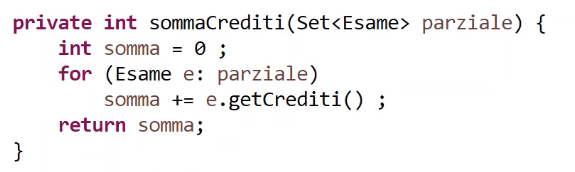 private int sommaCrediti(Set<Esame> parziale) {
    int somma = 0 ;
    for (Esame e: parziale)
        somma += e.getCrediti() ;
    return somma;
}